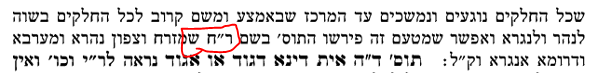 שכל החלקים נוגעים ונמשכים עד המרכז שבאמצע ומשם קרוב לכל החלקים בשוה
לנהר ולנגרא ואפשר שמטעם זה פירשו התוס' בשם ר"ח שמזרח וצפון נהרא ומערבא
ודרומא אנגרא וק"ל: תוס' ד"ה אית דינא דגוד או אגוד נראה לר"י וכו' ואין